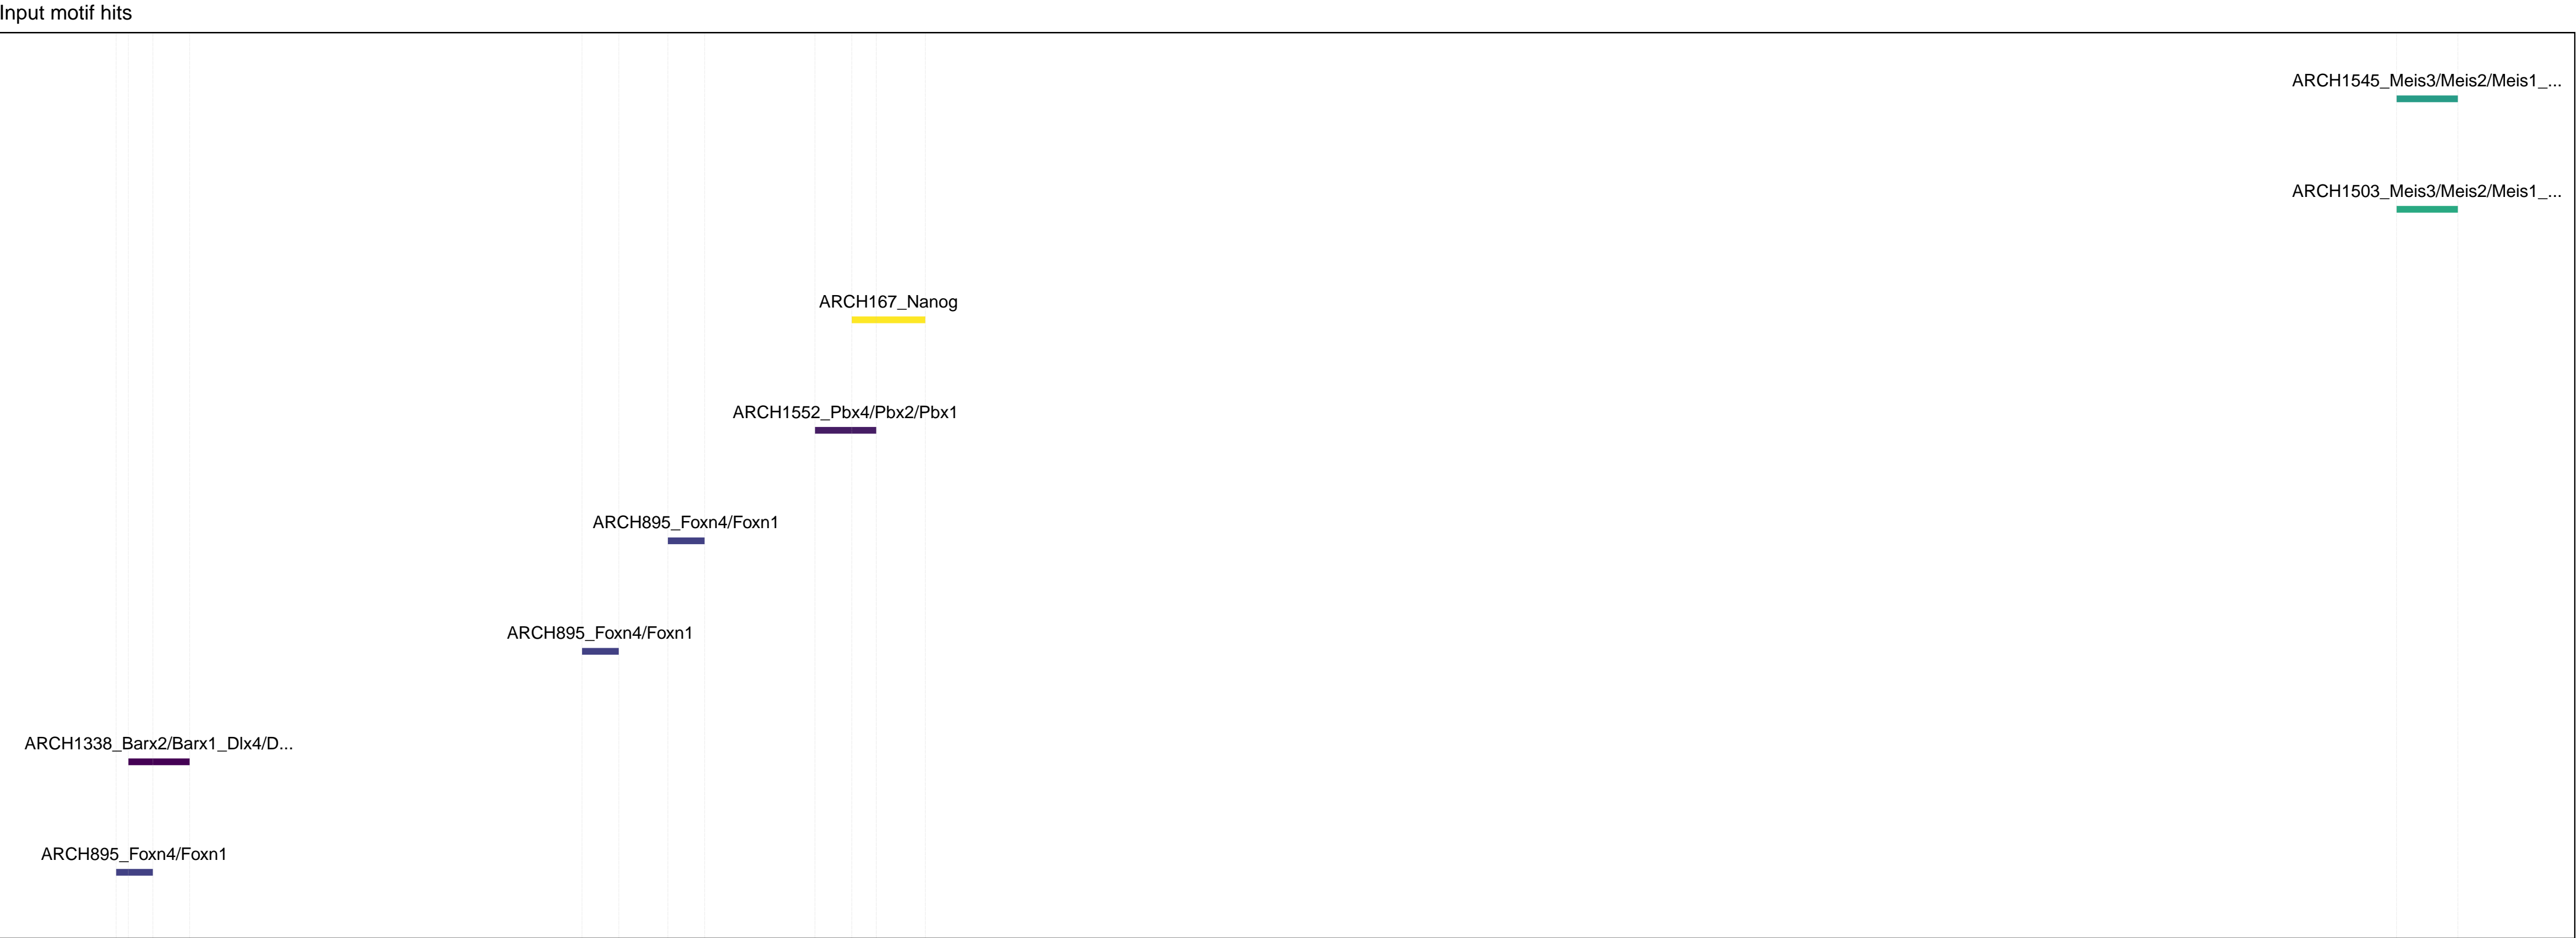 Input motif hits
ARCH1545_Meis3/Meis2/Meis1_...
ARCH1503_Meis3/Meis2/Meis1_...
ARCH167_Nanog
ARCH1552_Pbx4/Pbx2/Pbx1
ARCH895_Foxn4/Foxn1
ARCH895_Foxn4/Foxn1
ARCH1338_Barx2/Barx1_Dlx4/D...
ARCH895_Foxn4/Foxn1